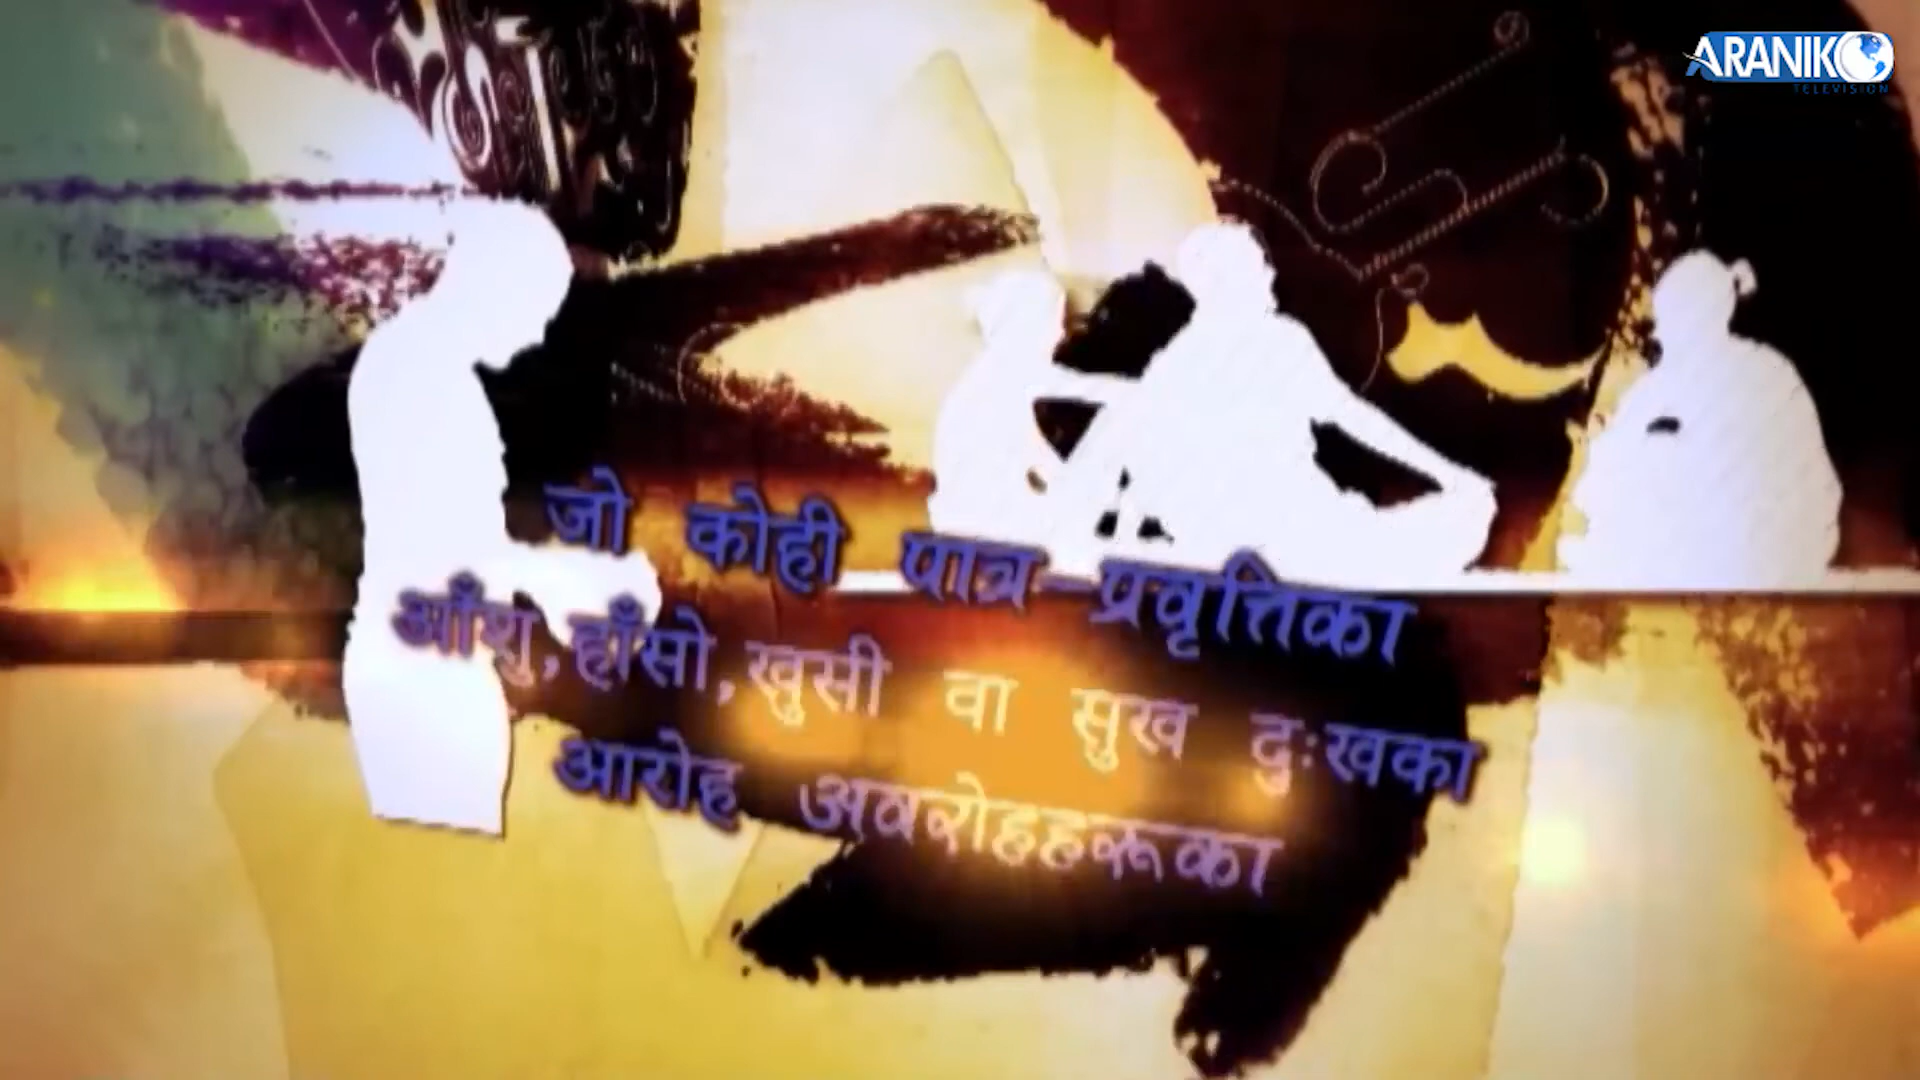 ARANIKO
TELEVISION
जो कोही पात्र-प्रवृत्तिका
आँशु,हाँसो,खुसी वा सुख दुःखका
आरोह अवरोहहरूका